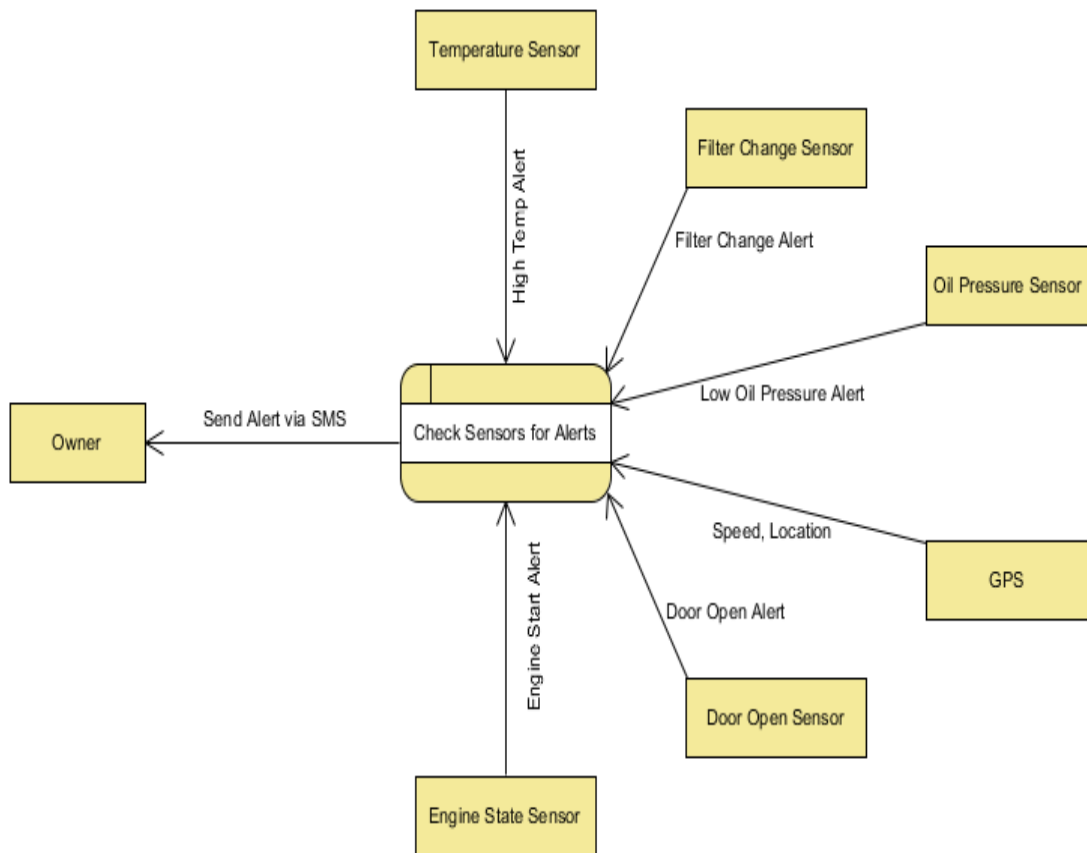 Temperature Sensor
Filter Change Sensor
High Temp Alert
Filter Change Alert
Oil Pressure Sensor
Low Oil Pressure Alert
Owner
Send Alert via SMS
Check Sensors for Alerts
Speed, Location
GPS
Engine Start Alert
Door Open Alert
Door Open Sensor
Engine State Sensor